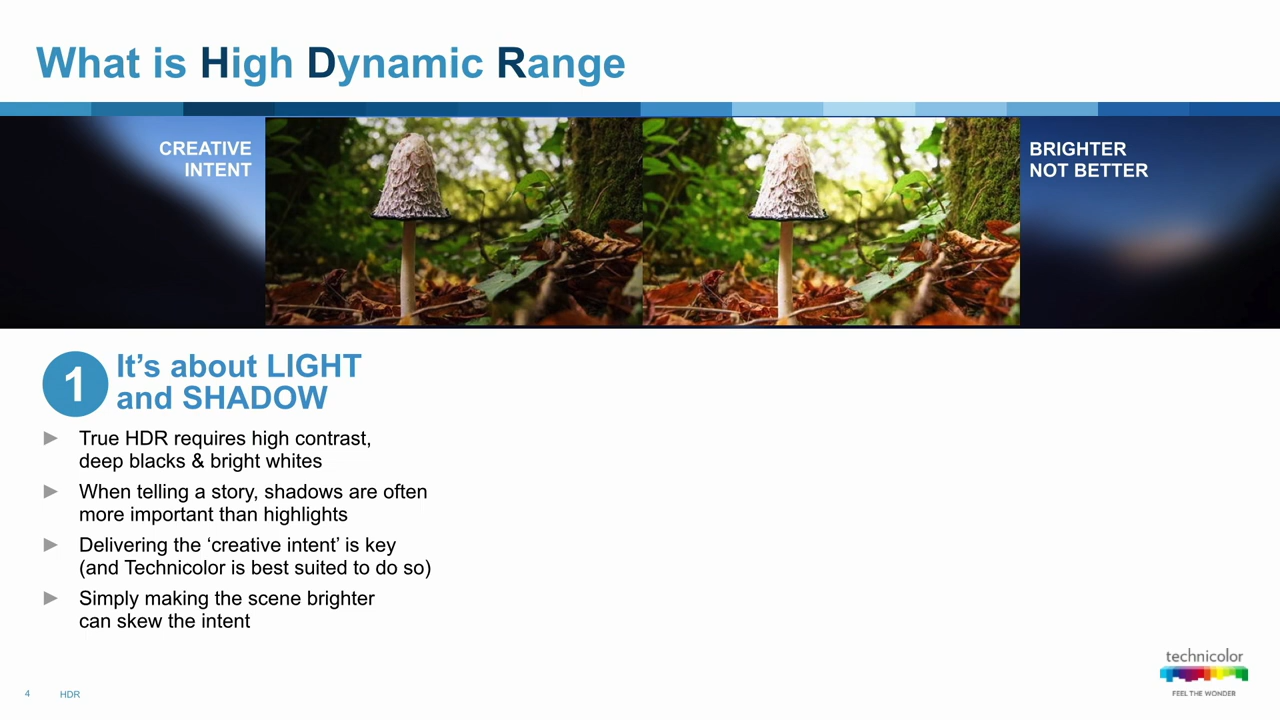 What is High Dynamic Range
CREATIVE
INTENT
BRIGHTER
NOT BETTER
1
It’s about LIGHT
and SHADOW
► True HDR requires high contrast,
deep blacks & bright whites
► When telling a story, shadows are often
more important than highlights
► Delivering the ‘creative intent’ is key
(and Technicolor is best suited to do so)
► Simply making the scene brighter
can skew the intent
technicolor
FEEL THE WONDER
4 HDR